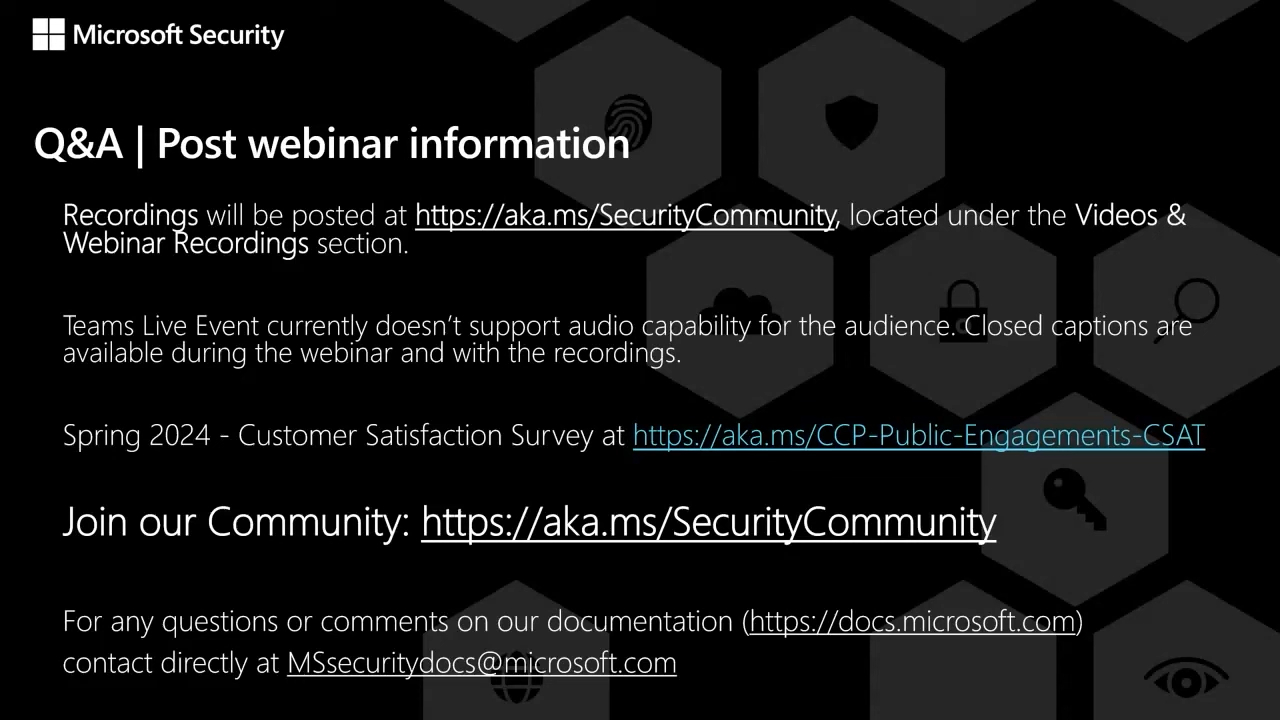 Microsoft Security
Q&A | Post webinar information
Recordings will be posted at https://aka.ms/SecurityCommunity, located under the Videos &
Webinar Recordings section.
Teams Live Event currently doesn’t support audio capability for the audience. Closed captions are
available during the webinar and with the recordings.
Spring 2024 - Customer Satisfaction Survey at https://aka.ms/CCP-Public-Engagements-CSAT
Join our Community: https://aka.ms/SecurityCommunity
For any questions or comments on our documentation (https://docs.microsoft.com)
contact directly at MSsecuritydocs@microsoft.com